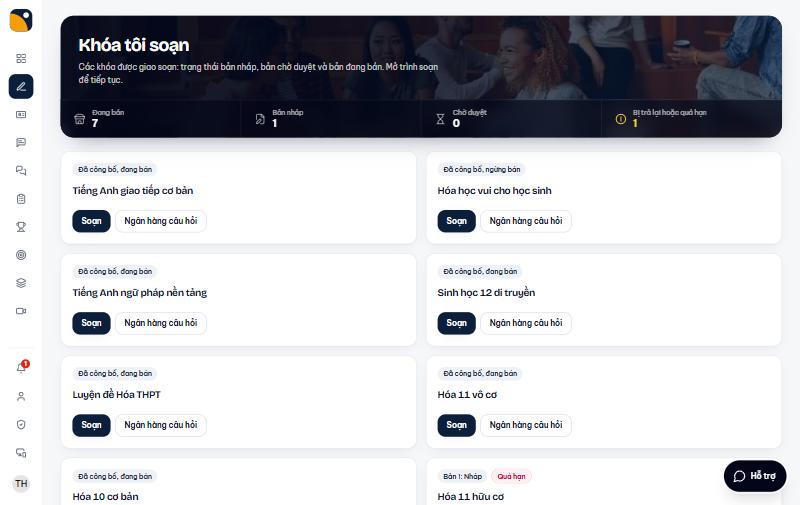 Khóa tôi soạn
Các khóa được giao soạn: trạng thái bản nháp, bản chờ duyệt và bản đang bán. Mở trình soạn
để tiếp tục.
Đang bán
7
Bản nháp
1
Chờ duyệt
0
Bị trả lại hoặc quá hạn
1
Đã công bố, đang bán
Tiếng Anh giao tiếp cơ bản
Soạn
Ngân hàng câu hỏi
Đã công bố, ngừng bán
Hóa học vui cho học sinh
Soạn
Ngân hàng câu hỏi
Đã công bố, đang bán
Tiếng Anh ngữ pháp nền tảng
Soạn
Ngân hàng câu hỏi
Đã công bố, đang bán
Sinh học 12 di truyền
Soạn
Ngân hàng câu hỏi
Đã công bố, đang bán
Luyện đề Hóa THPT
Soạn
Ngân hàng câu hỏi
Đã công bố, đang bán
Hóa 11 vô cơ
Soạn
Ngân hàng câu hỏi
Đã công bố, đang bán
Hóa 10 cơ bản
Bản 1: Nháp
Quá hạn
Hóa 11 hữu cơ
1
TH
Hỗ trợ